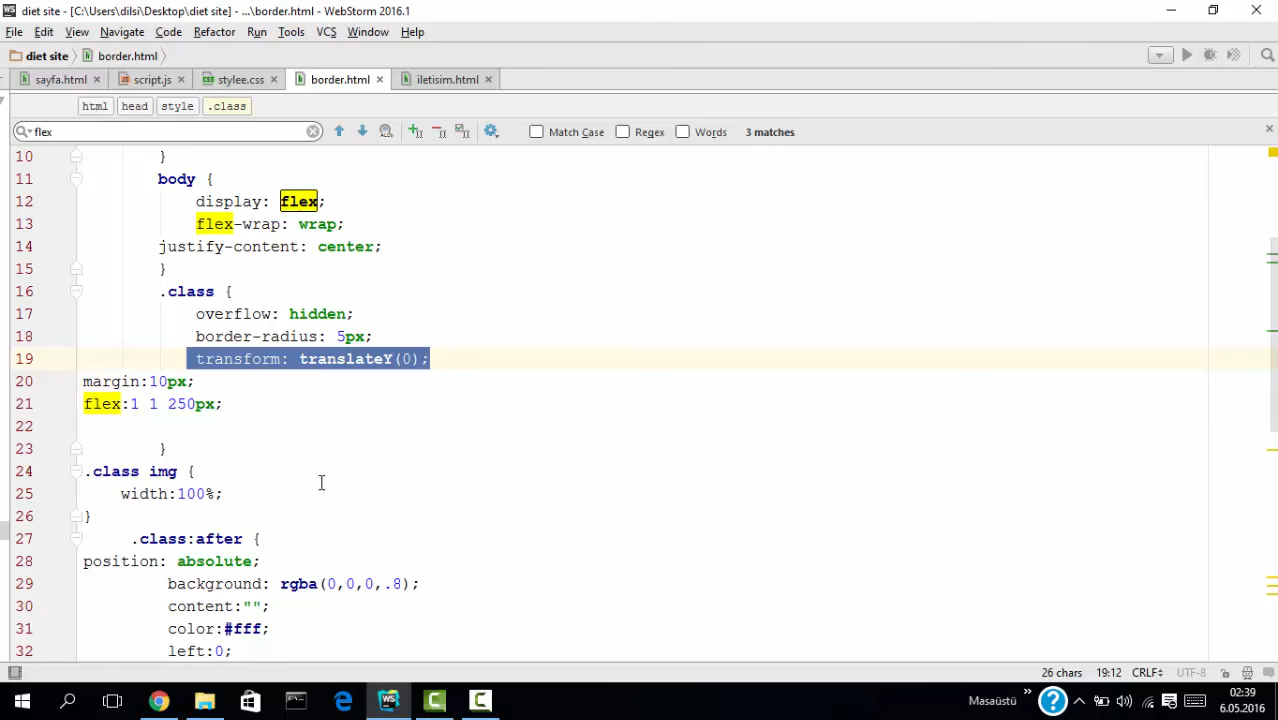 diet site - [C:\Users\dilsi\Desktop\diet site] - ...\border.html - WebStorm 2016.1
File Edit View Navigate Code Refactor Run Tools VCS Window Help
diet site border.html
sayfa.html script.js stylee.css border.html iletisim.html
html head style .class
flex Match Case Regex Words 3 matches
10 }
11 body {
12 display: flex;
13 flex-wrap: wrap;
14 justify-content: center;
15 }
16 .class {
17 overflow: hidden;
18 border-radius: 5px;
19 transform: translateY(0);
20 margin:10px;
21 flex:1 1 250px;
22
23 }
24 .class img {
25 width:100%;
26 }
27 .class:after {
28 position: absolute;
29 background: rgba(0,0,0,.8);
30 content:"";
31 color:#fff;
32 left:0;
26 chars 19:12 CRLF UTF-8
Masaüstü 02:39
6.05.2016